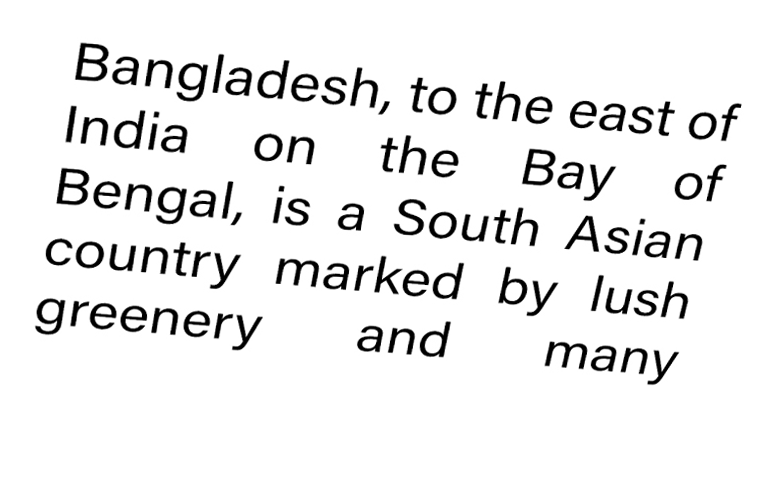 Bangladesh, to the east of
India on the Bay of
Bengal, is a South Asian
country marked by lush
greenery and many